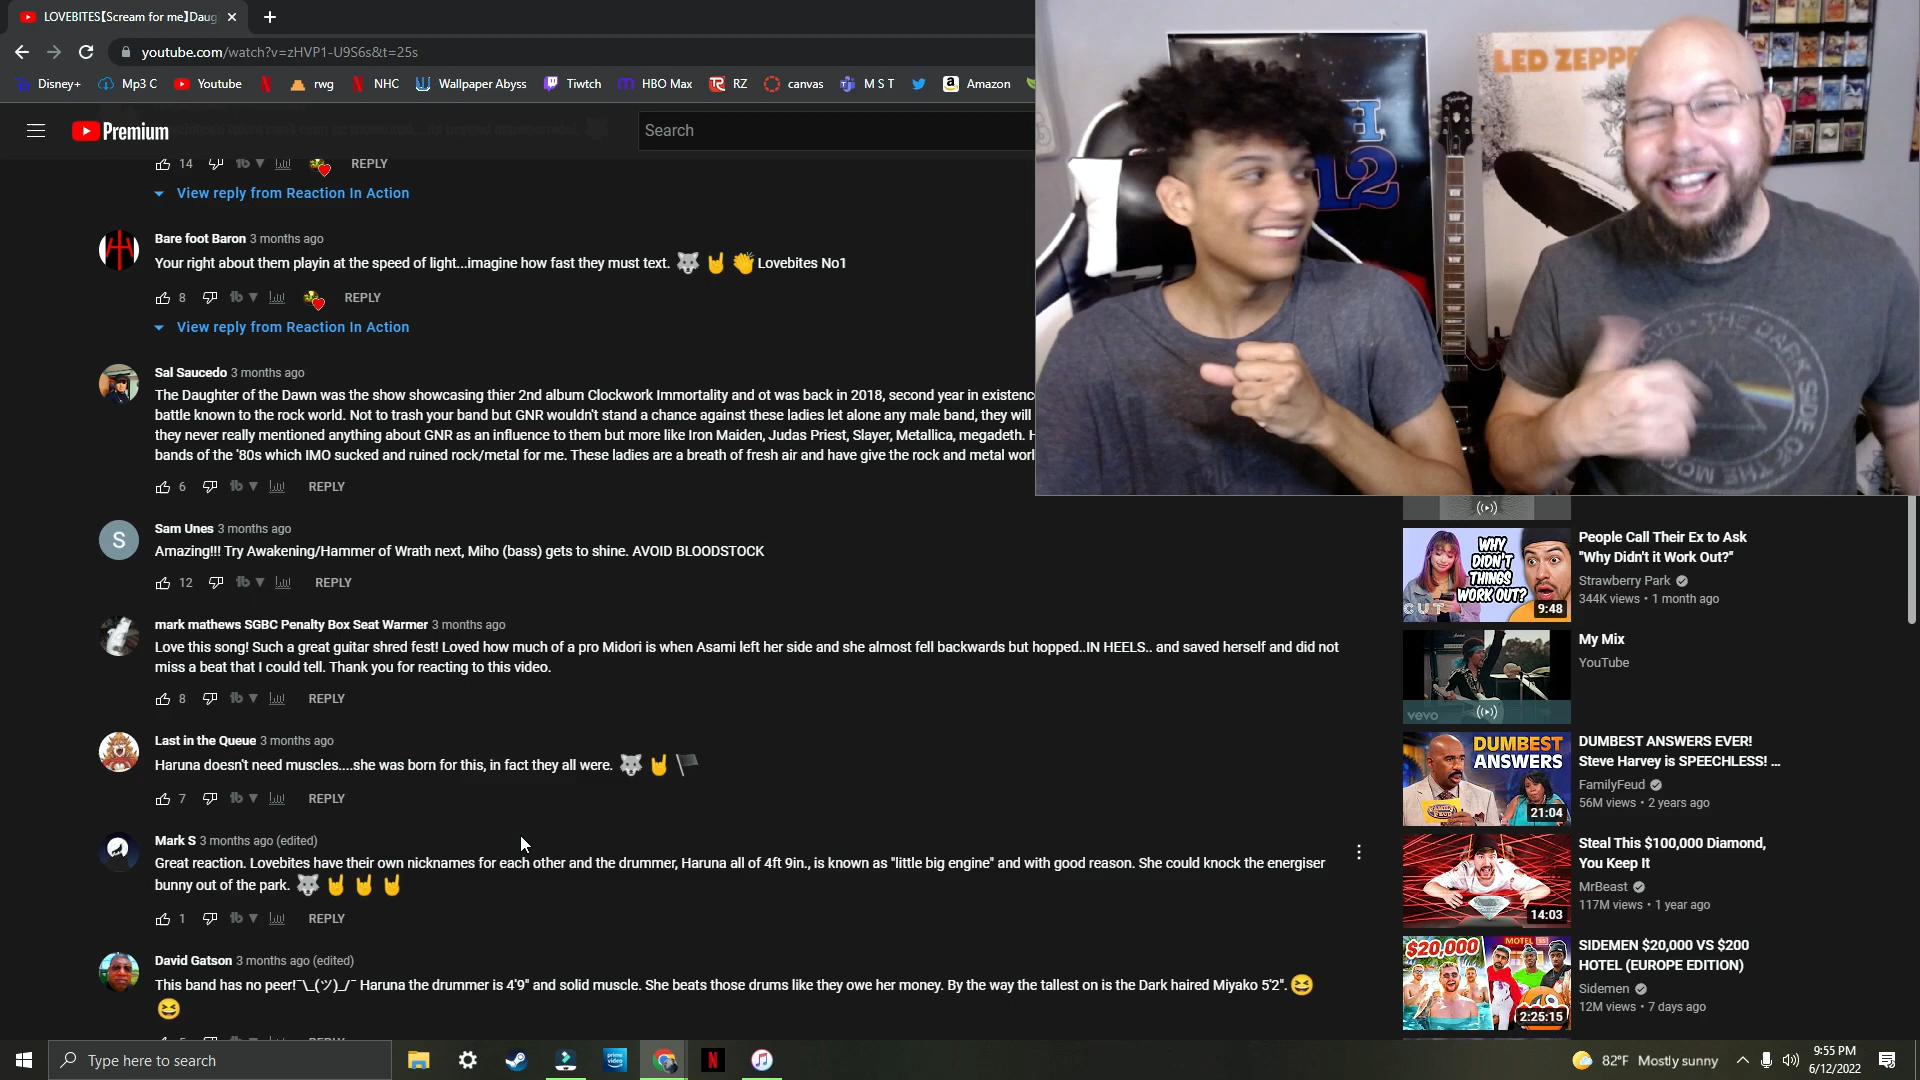 LOVEBITES【Scream for me】Daug
youtube.com/watch?v=zHVP1-U9S6s&t=25s
Disney+ Mp3 C Youtube rwg NHC Wallpaper Abyss Tiwtch HBO Max RZ canvas M S T Amazon
Premium
Search
14 REPLY
View reply from Reaction In Action
Bare foot Baron 3 months ago
Your right about them playin at the speed of light...imagine how fast they must text. 🐺 🤘 👏 Lovebites No1
8 REPLY
View reply from Reaction In Action
Sal Saucedo 3 months ago
The Daughter of the Dawn was the show showcasing thier 2nd album Clockwork Immortality and ot was back in 2018, second year in existenc
battle known to the rock world. Not to trash your band but GNR wouldn't stand a chance against these ladies let alone any male band, they will
they never really mentioned anything about GNR as an influence to them but more like Iron Maiden, Judas Priest, Slayer, Metallica, megadeth. H
bands of the '80s which IMO sucked and ruined rock/metal for me. These ladies are a breath of fresh air and have give the rock and metal worl
6 REPLY
S
Sam Unes 3 months ago
Amazing!!! Try Awakening/Hammer of Wrath next, Miho (bass) gets to shine. AVOID BLOODSTOCK
12 REPLY
mark mathews SGBC Penalty Box Seat Warmer 3 months ago
Love this song! Such a great guitar shred fest! Loved how much of a pro Midori is when Asami left her side and she almost fell backwards but hopped..IN HEELS.. and saved herself and did not
miss a beat that I could tell. Thank you for reacting to this video.
8 REPLY
Last in the Queue 3 months ago
Haruna doesn't need muscles....she was born for this, in fact they all were. 🐺 🤘 🏴
7 REPLY
Mark S 3 months ago (edited)
Great reaction. Lovebites have their own nicknames for each other and the drummer, Haruna all of 4ft 9in., is known as "little big engine" and with good reason. She could knock the energiser
bunny out of the park. 🐺 🤘 🤘 🤘
1 REPLY
David Gatson 3 months ago (edited)
This band has no peer!¯\_(ツ)_/¯ Haruna the drummer is 4'9" and solid muscle. She beats those drums like they owe her money. By the way the tallest on is the Dark haired Miyako 5'2". 😆
😆
LED ZEPP
12
THE DARK SIDE OF THE MOO
WHY DIDN'T THINGS WORK OUT?
CUT
9:48
People Call Their Ex to Ask
"Why Didn't it Work Out?"
Strawberry Park
344K views • 1 month ago
vevo
My Mix
YouTube
DUMBEST ANSWERS
21:04
DUMBEST ANSWERS EVER!
Steve Harvey is SPEECHLESS! ...
FamilyFeud
56M views • 2 years ago
14:03
Steal This $100,000 Diamond,
You Keep It
MrBeast
117M views • 1 year ago
$20,000
MOTEL
2:25:15
SIDEMEN $20,000 VS $200
HOTEL (EUROPE EDITION)
Sidemen
12M views • 7 days ago
Type here to search
prime video
82°F Mostly sunny
9:55 PM
6/12/2022